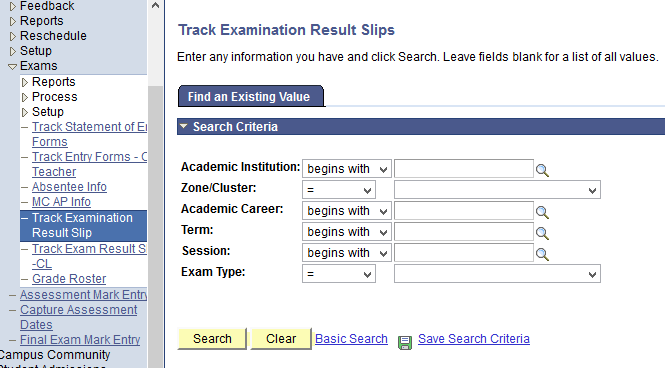 Feedback
Reports
Reschedule
Setup
Exams
Reports
Process
Setup
Track Statement of
Forms
Track Entry Forms -
Teacher
Absentee Info
MC AP Info
Track Examination
Result Slip
Track Exam Result
-CL
Grade Roster
Assessment Mark Entry
Capture Assessment
Dates
Final Exam Mark Entry
Campus Community
Track Examination Result Slips
Enter any information you have and click Search. Leave fields blank for a list of all values.
Find an Existing Value
Search Criteria
Academic Institution: begins with
Zone/Cluster: =
Academic Career: begins with
Term: begins with
Session: begins with
Exam Type: =
Search Clear Basic Search Save Search Criteria